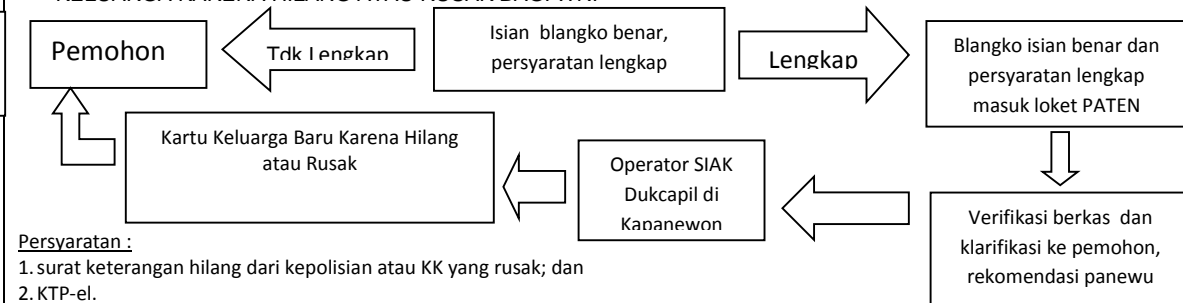 Pemohon
Tdk Lengkap
Isian blangko benar,
persyaratan lengkap
Lengkap
Blangko isian benar dan
persyaratan lengkap
masuk loket PATEN
Kartu Keluarga Baru Karena Hilang
atau Rusak
Operator SIAK
Dukcapil di
Kapanewon
Verifikasi berkas dan
klarifikasi ke pemohon,
rekomendasi panewu
Persyaratan :
1. surat keterangan hilang dari kepolisian atau KK yang rusak; dan
2. KTP-el.